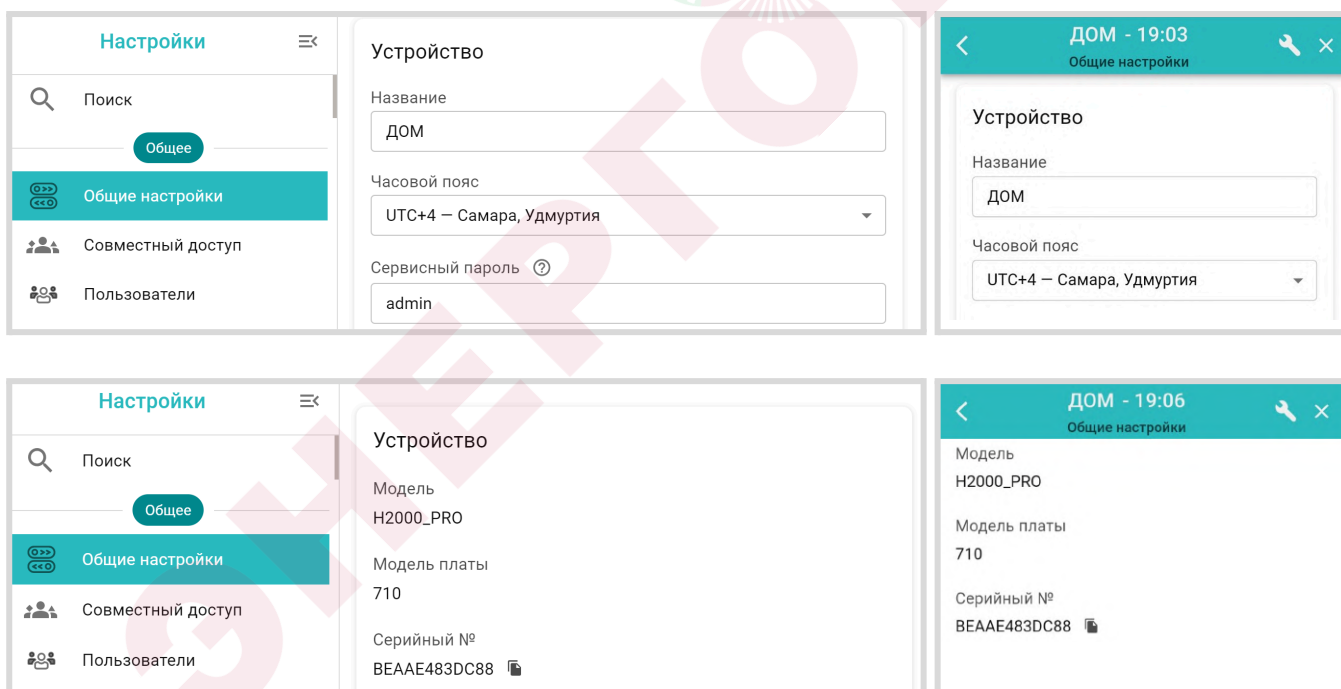 Настройки
Поиск
Общее
Общие настройки
Совместный доступ
Пользователи
Устройство
Название
ДОМ
Часовой пояс
UTC+4 — Самара, Удмуртия
Сервисный пароль
admin
ДОМ - 19:03
Общие настройки
Устройство
Название
ДОМ
Часовой пояс
UTC+4 — Самара, Удмуртия
Настройки
Поиск
Общее
Общие настройки
Совместный доступ
Пользователи
Устройство
Модель
H2000_PRO
Модель платы
710
Серийный №
BEAAE483DC88
ДОМ - 19:06
Общие настройки
Модель
H2000_PRO
Модель платы
710
Серийный №
BEAAE483DC88
ЭНЕРГО